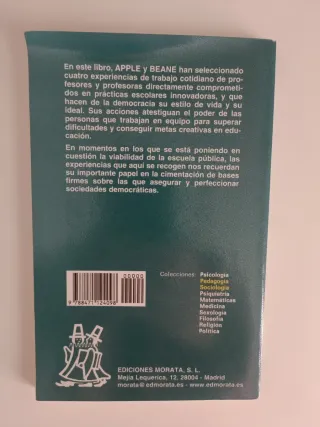 En este libro, APPLE y BEANE han seleccionado
cuatro experiencias de trabajo cotidiano de pro-
fesores y profesoras directamente comprometi-
dos en prácticas escolares innovadoras, y que
hacen de la democracia su estilo de vida y su
ideal. Sus acciones atestiguan el poder de las
personas que trabajan en equipo para superar
dificultades y conseguir metas creativas en edu-
cación.
En momentos en los que se está poniendo en
cuestión la viabilidad de la escuela pública, las
experiencias que aquí se recogen nos recuerdan
su importante papel en la cimentación de bases
firmes sobre las que asegurar y perfeccionar
sociedades democráticas.
00000
9 788471 124098
Colecciones: Psicología
Pedagogía
Sociología
Psiquiatría
Matemáticas
Medicina
Sexología
Filosofía
Religión
Política
EDICIONES MORATA, S. L.
Mejía Lequerica, 12. 28004 - Madrid
morata@edmorata.es - www.edmorata.es